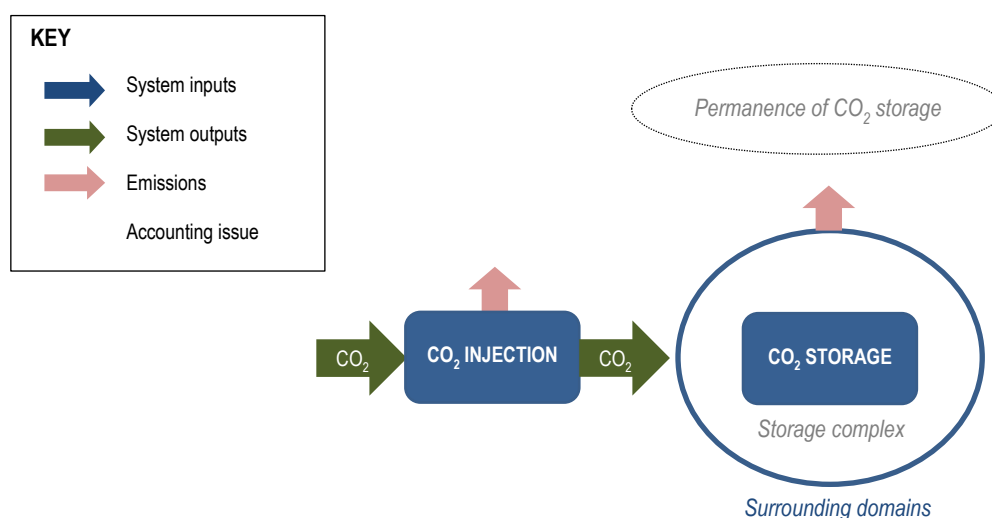 KEY
System inputs
System outputs
Emissions
Accounting issue
Permanence of CO₂ storage
CO₂
CO₂ INJECTION
CO₂
CO₂ STORAGE
Storage complex
Surrounding domains